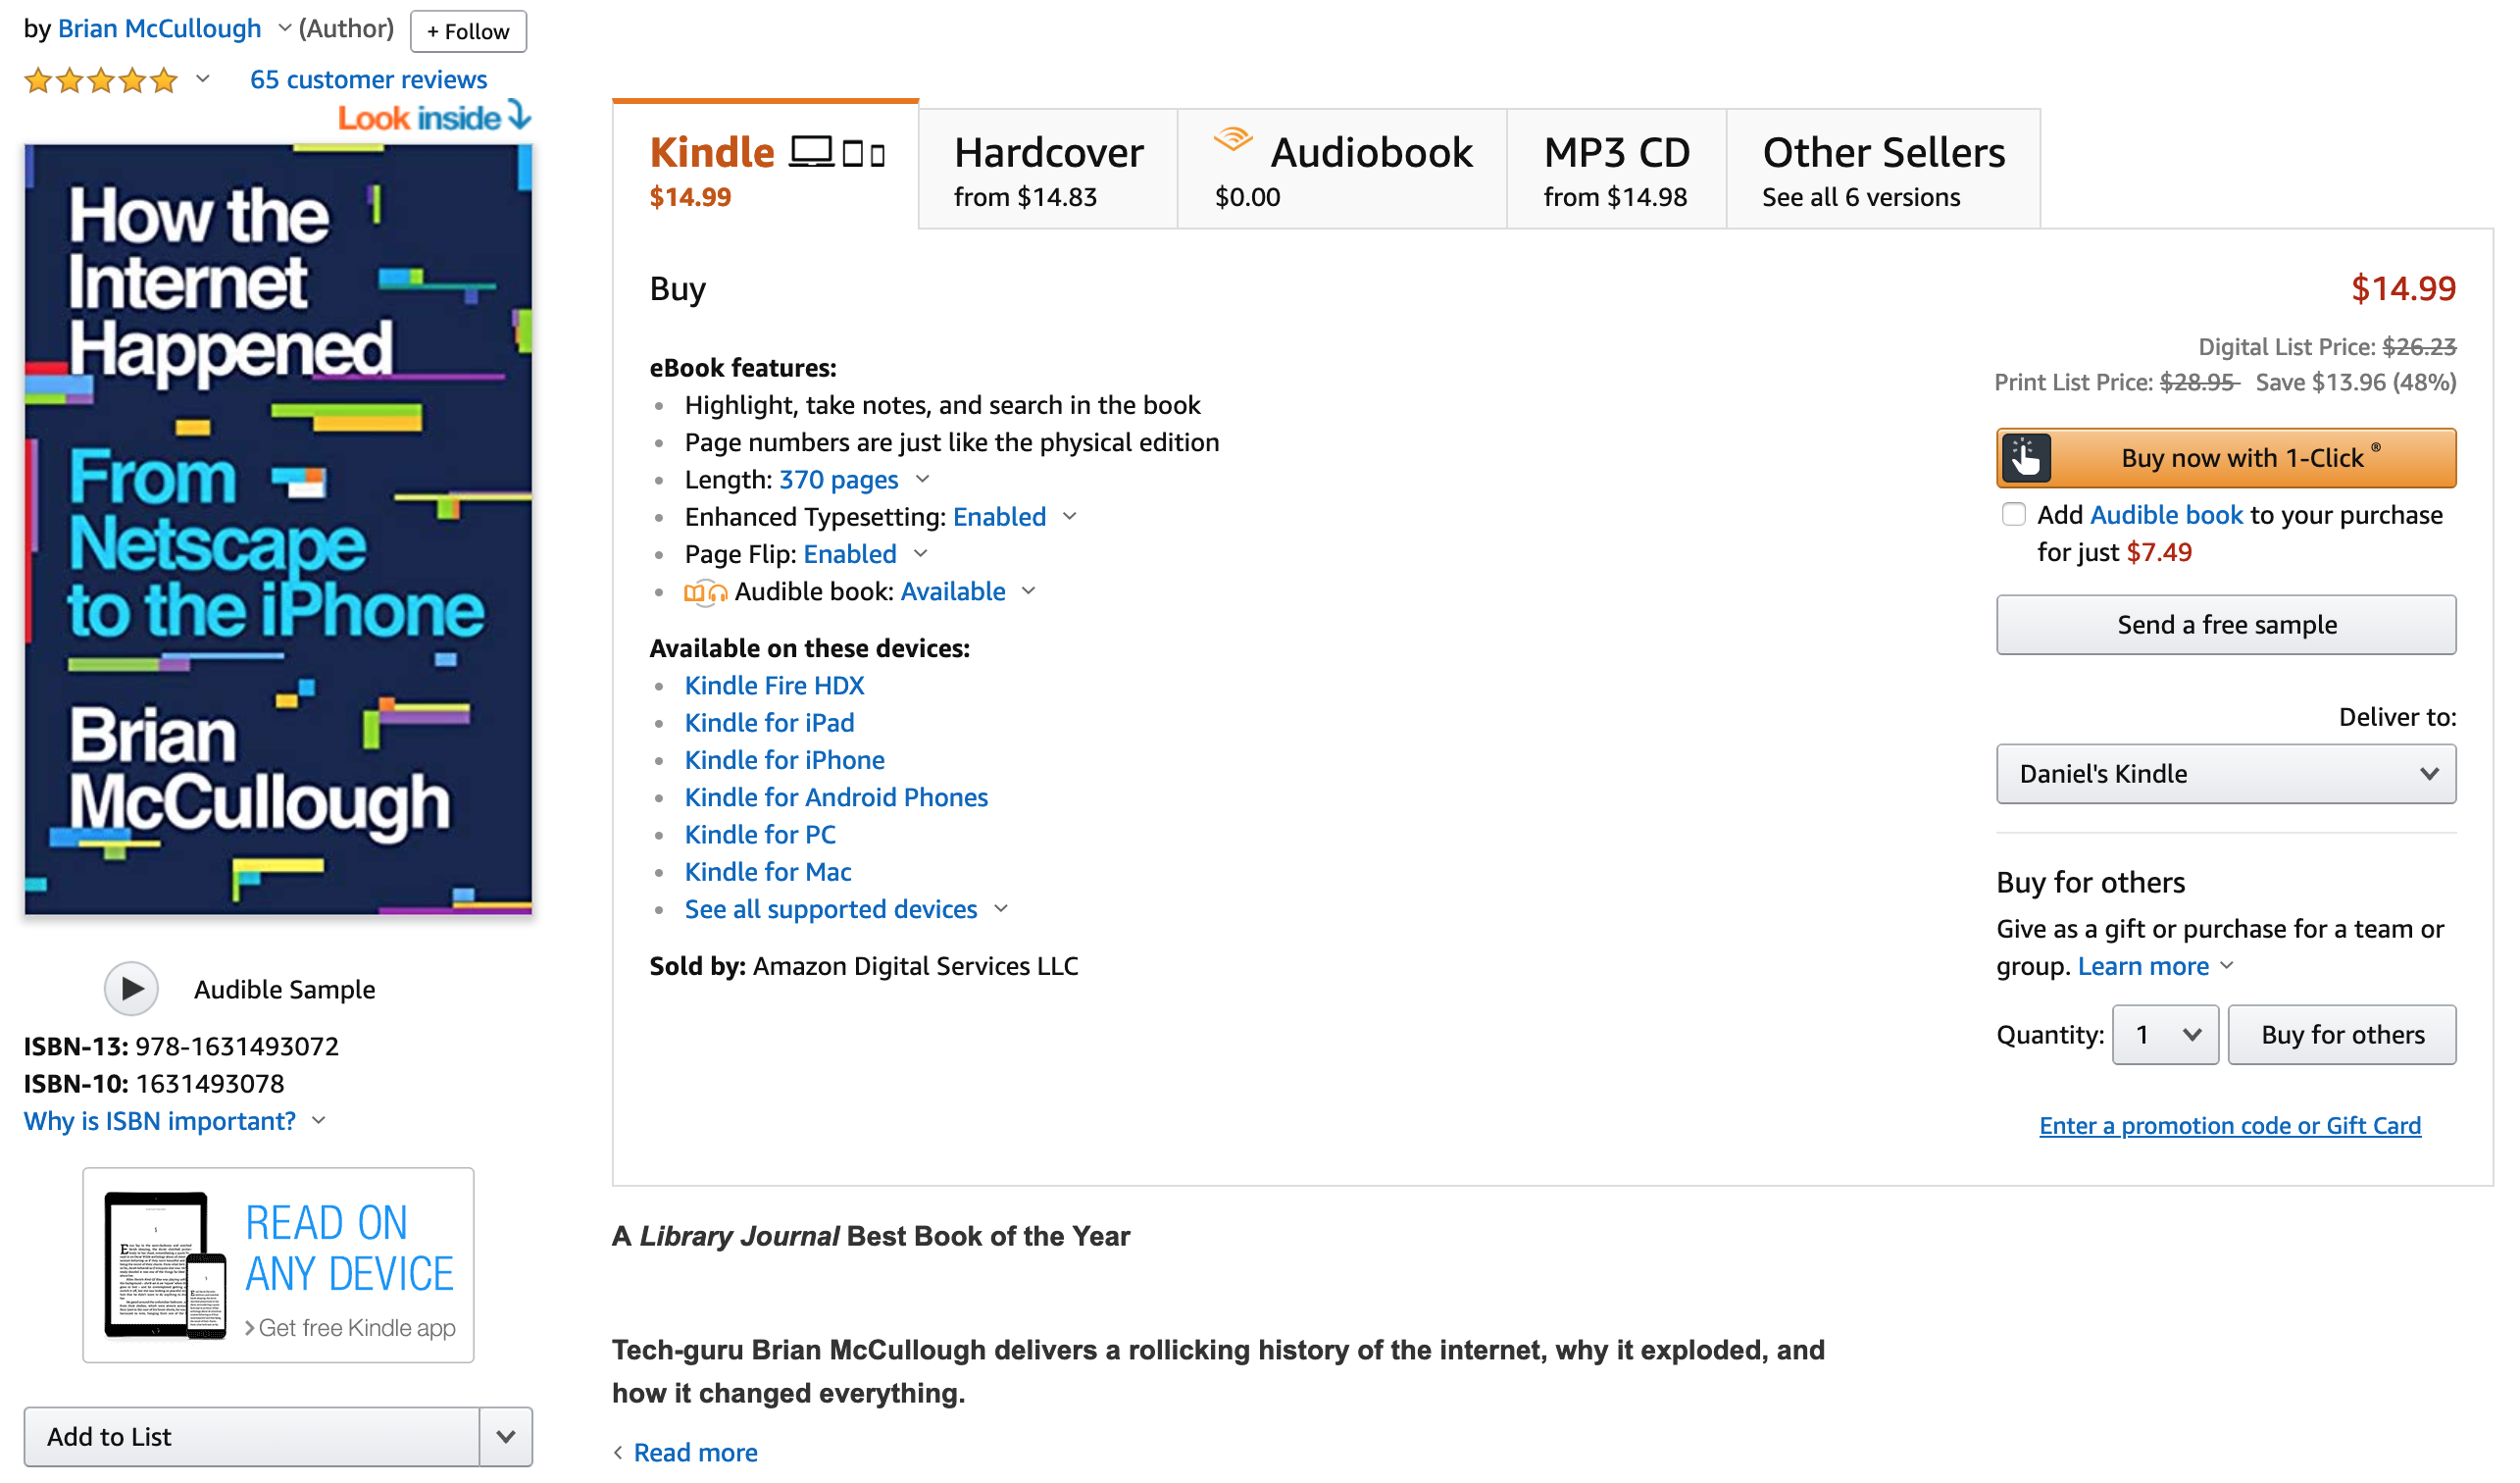 by Brian McCullough (Author) + Follow
65 customer reviews
Look inside
How the
Internet
Happened
From
Netscape
to the iPhone
Brian
McCullough
Audible Sample
ISBN-13: 978-1631493072
ISBN-10: 1631493078
Why is ISBN important?
READ ON
ANY DEVICE
>Get free Kindle app
Add to List
Kindle
$14.99
Hardcover
from $14.83
Audiobook
$0.00
MP3 CD
from $14.98
Other Sellers
See all 6 versions
Buy
$14.99
Digital List Price: $26.23
Print List Price: $28.95 Save $13.96 (48%)
eBook features:
• Highlight, take notes, and search in the book
• Page numbers are just like the physical edition
• Length: 370 pages
• Enhanced Typesetting: Enabled
• Page Flip: Enabled
• Audible book: Available
Available on these devices:
• Kindle Fire HDX
• Kindle for iPad
• Kindle for iPhone
• Kindle for Android Phones
• Kindle for PC
• Kindle for Mac
• See all supported devices
Sold by: Amazon Digital Services LLC
Buy now with 1-Click ®
Add Audible book to your purchase
for just $7.49
Send a free sample
Deliver to:
Daniel's Kindle
Buy for others
Give as a gift or purchase for a team or
group. Learn more
Quantity: 1 Buy for others
Enter a promotion code or Gift Card
A Library Journal Best Book of the Year
Tech-guru Brian McCullough delivers a rollicking history of the internet, why it exploded, and
how it changed everything.
‹ Read more